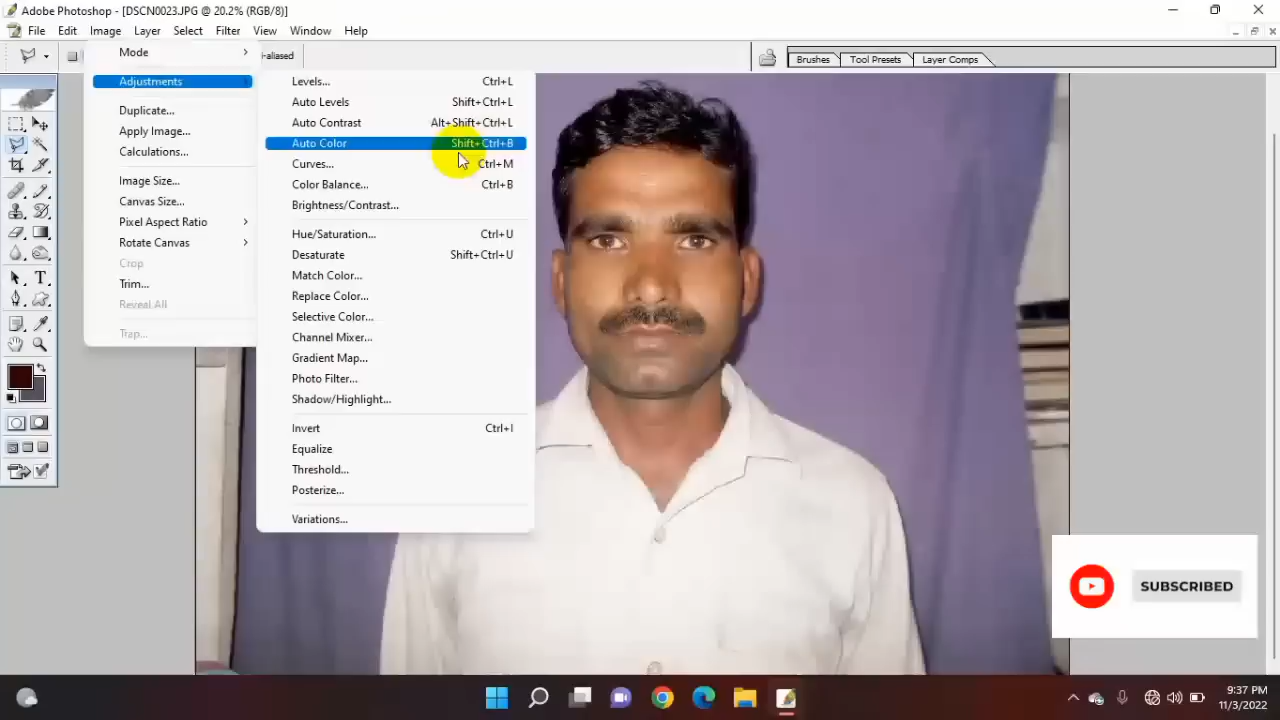 Adobe Photoshop - [DSCN0023.JPG @ 20.2% (RGB/8)]
File Edit Image Layer Select Filter View Window Help
i-aliased
Brushes Tool Presets Layer Comps
Mode
Adjustments
Duplicate...
Apply Image...
Calculations...
Image Size...
Canvas Size...
Pixel Aspect Ratio
Rotate Canvas
Crop
Trim...
Reveal All
Trap...
Levels... Ctrl+L
Auto Levels Shift+Ctrl+L
Auto Contrast Alt+Shift+Ctrl+L
Auto Color Shift+Ctrl+B
Curves... Ctrl+M
Color Balance... Ctrl+B
Brightness/Contrast...
Hue/Saturation... Ctrl+U
Desaturate Shift+Ctrl+U
Match Color...
Replace Color...
Selective Color...
Channel Mixer...
Gradient Map...
Photo Filter...
Shadow/Highlight...
Invert Ctrl+I
Equalize
Threshold...
Posterize...
Variations...
SUBSCRIBED
9:37 PM
11/3/2022